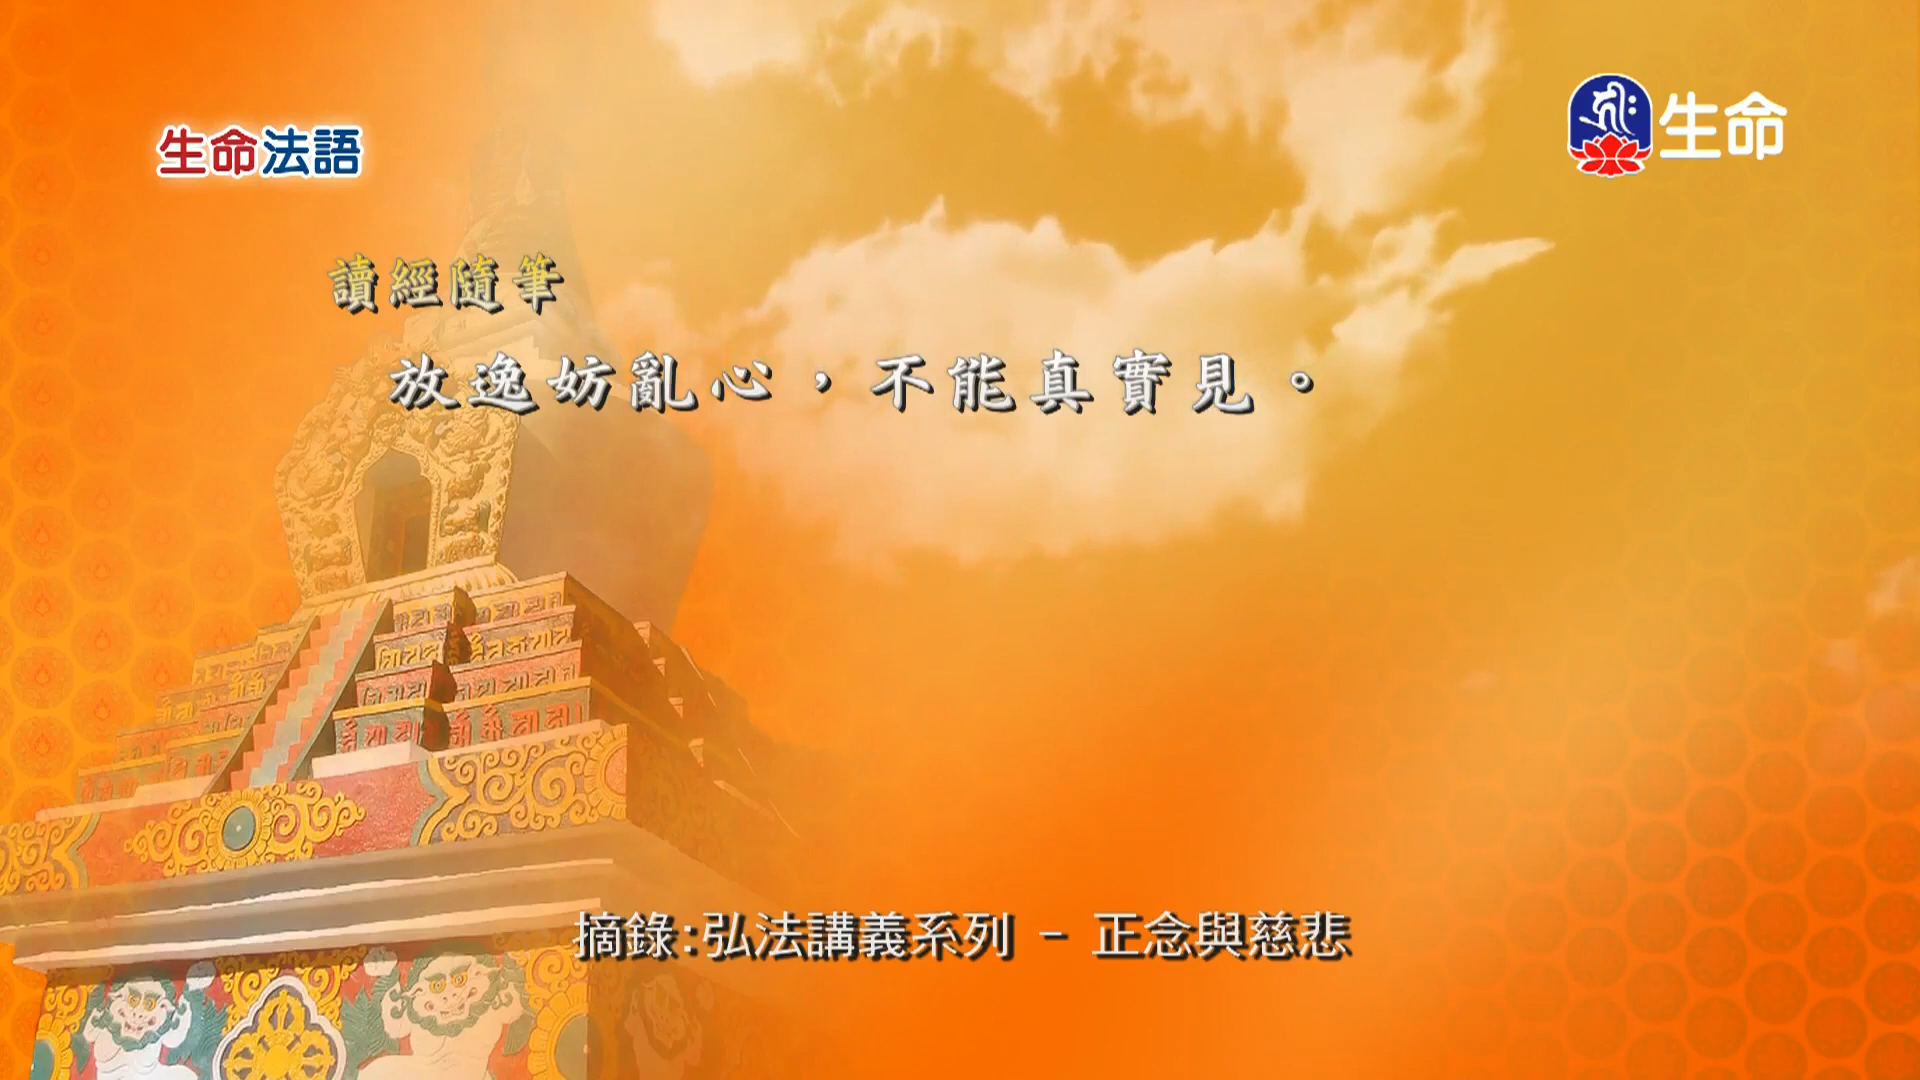 生命法語
生命
讀經隨筆
放逸妨亂心，不能真實見。
摘錄:弘法講義系列 - 正念與慈悲